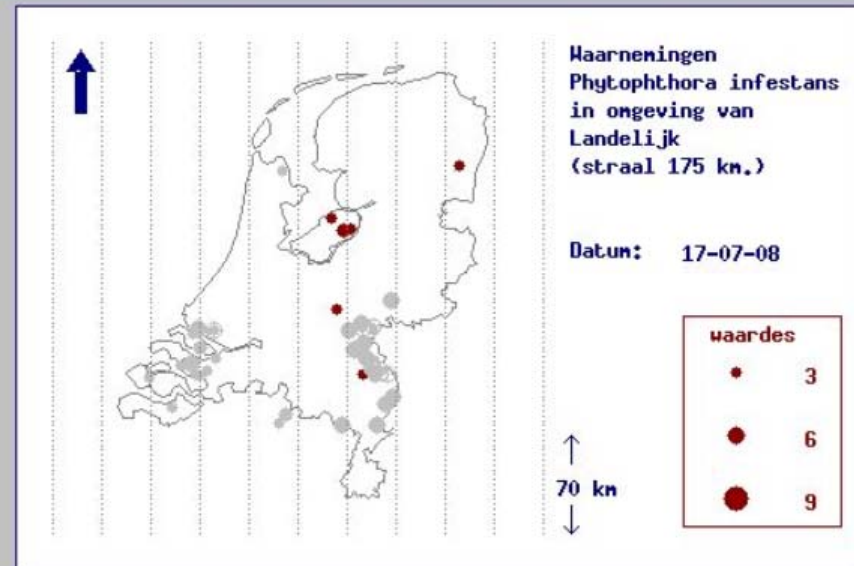 Waarnemingen
Phytophthora infestans
in omgeving van
Landelijk
(straal 175 km.)
Datum: 17-07-08
waardes
3
6
9
70 km